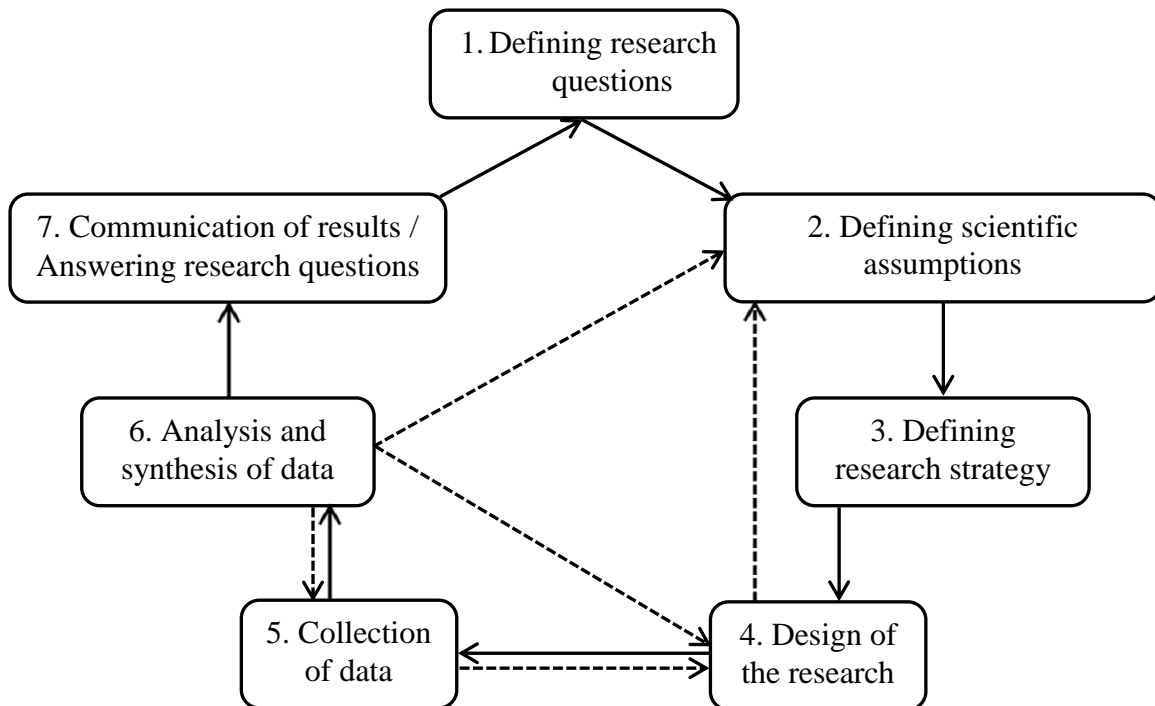 1. Defining research
questions
7. Communication of results /
Answering research questions
2. Defining scientific
assumptions
6. Analysis and
synthesis of data
3. Defining
research strategy
5. Collection
of data
4. Design of
the research